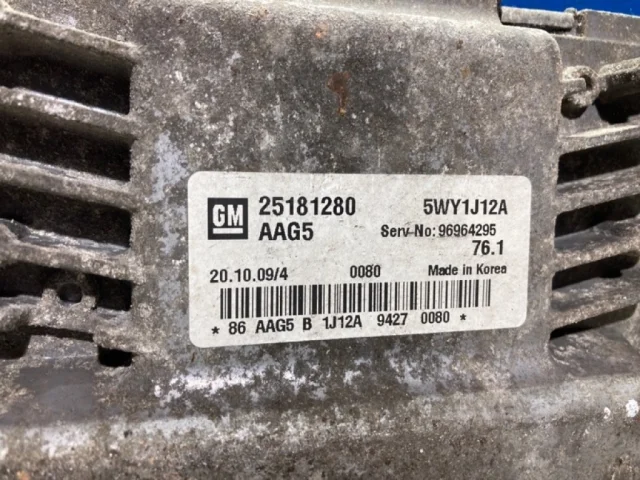 GM 25181280 5WY1J12A
AAG5 Serv-No: 96964295
76.1
20.10.09/4 0080 Made in Korea
* 86 AAG5 B 1J12A 9427 0080 *